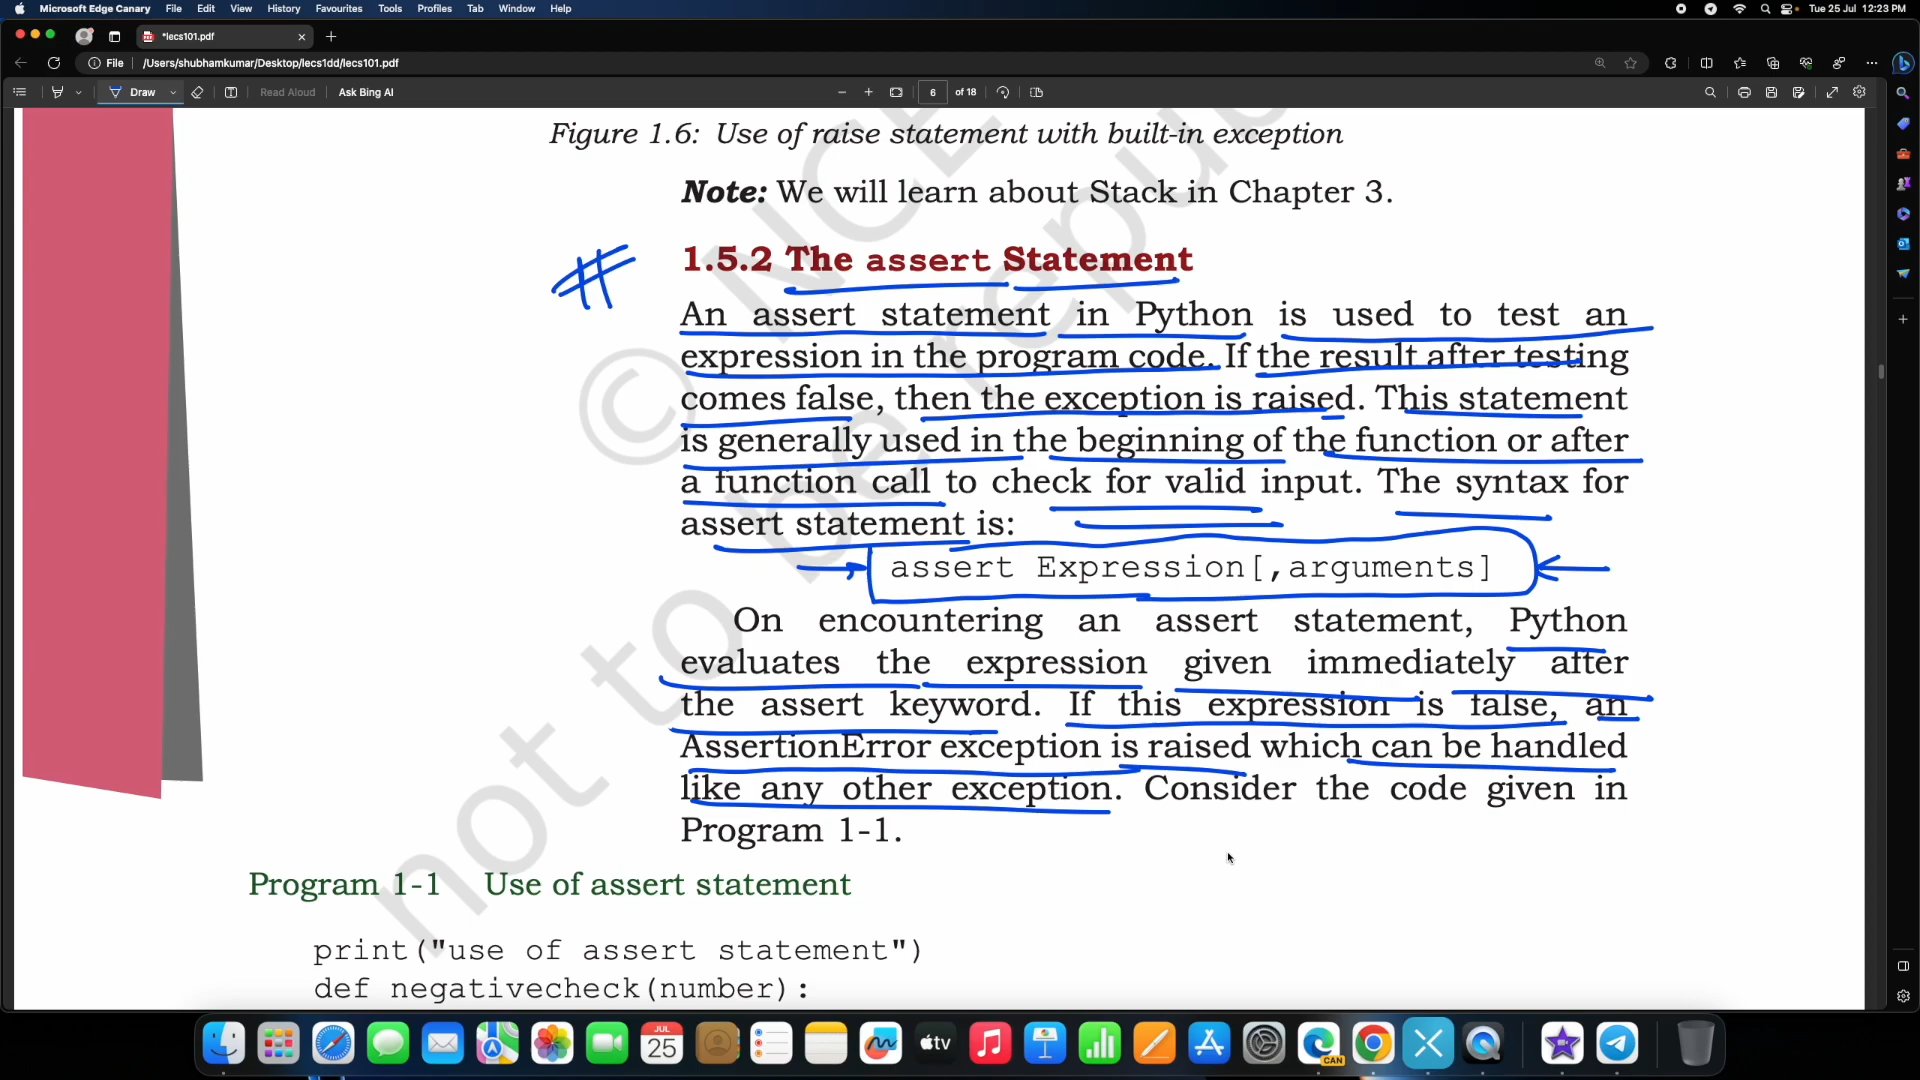 Microsoft Edge Canary File Edit View History Favourites Tools Profiles Tab Window Help Tue 25 Jul 12:23 PM
*lecs101.pdf
File /Users/shubhamkumar/Desktop/lecs1dd/lecs101.pdf
Draw Read Aloud Ask Bing AI 6 of 18
Figure 1.6: Use of raise statement with built-in exception
Note: We will learn about Stack in Chapter 3.
# 1.5.2 The assert Statement
An assert statement in Python is used to test an
expression in the program code. If the result after testing
comes false, then the exception is raised. This statement
is generally used in the beginning of the function or after
a function call to check for valid input. The syntax for
assert statement is:
assert Expression[,arguments]
On encountering an assert statement, Python
evaluates the expression given immediately after
the assert keyword. If this expression is false, an
AssertionError exception is raised which can be handled
like any other exception. Consider the code given in
Program 1-1.
Program 1-1 Use of assert statement
print("use of assert statement")
def negativecheck(number):
© NCE
not to be repu
JUL
25
tv
CAN